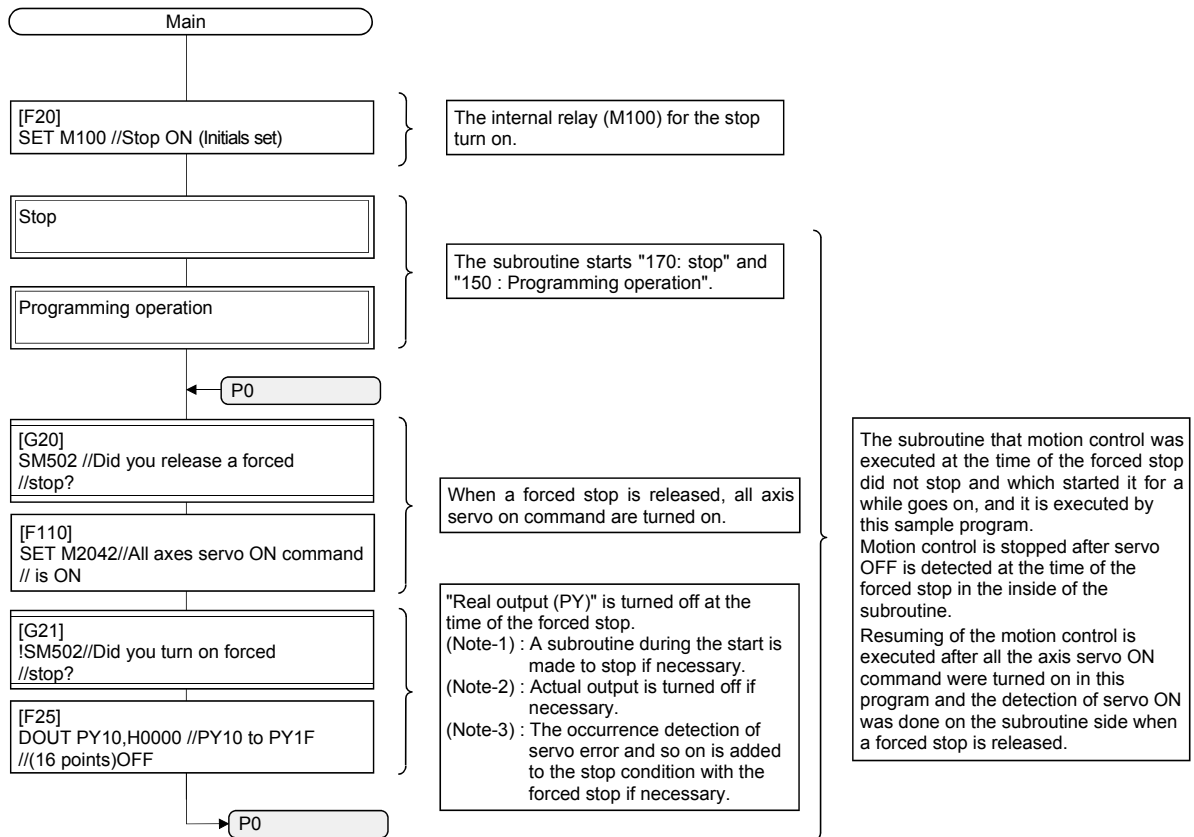 Main
[F20]
SET M100 //Stop ON (Initials set)
The internal relay (M100) for the stop
turn on.
Stop
Programming operation
The subroutine starts "170: stop" and
"150 : Programming operation".
P0
[G20]
SM502 //Did you release a forced
//stop?
[F110]
SET M2042//All axes servo ON command
// is ON
When a forced stop is released, all axis
servo on command are turned on.
[G21]
!SM502//Did you turn on forced
//stop?
[F25]
DOUT PY10,H0000 //PY10 to PY1F
//(16 points)OFF
"Real output (PY)" is turned off at the
time of the forced stop.
(Note-1) : A subroutine during the start is
made to stop if necessary.
(Note-2) : Actual output is turned off if
necessary.
(Note-3) : The occurrence detection of
servo error and so on is added
to the stop condition with the
forced stop if necessary.
The subroutine that motion control was
executed at the time of the forced stop
did not stop and which started it for a
while goes on, and it is executed by
this sample program.
Motion control is stopped after servo
OFF is detected at the time of the
forced stop in the inside of the
subroutine.
Resuming of the motion control is
executed after all the axis servo ON
command were turned on in this
program and the detection of servo ON
was done on the subroutine side when
a forced stop is released.
P0